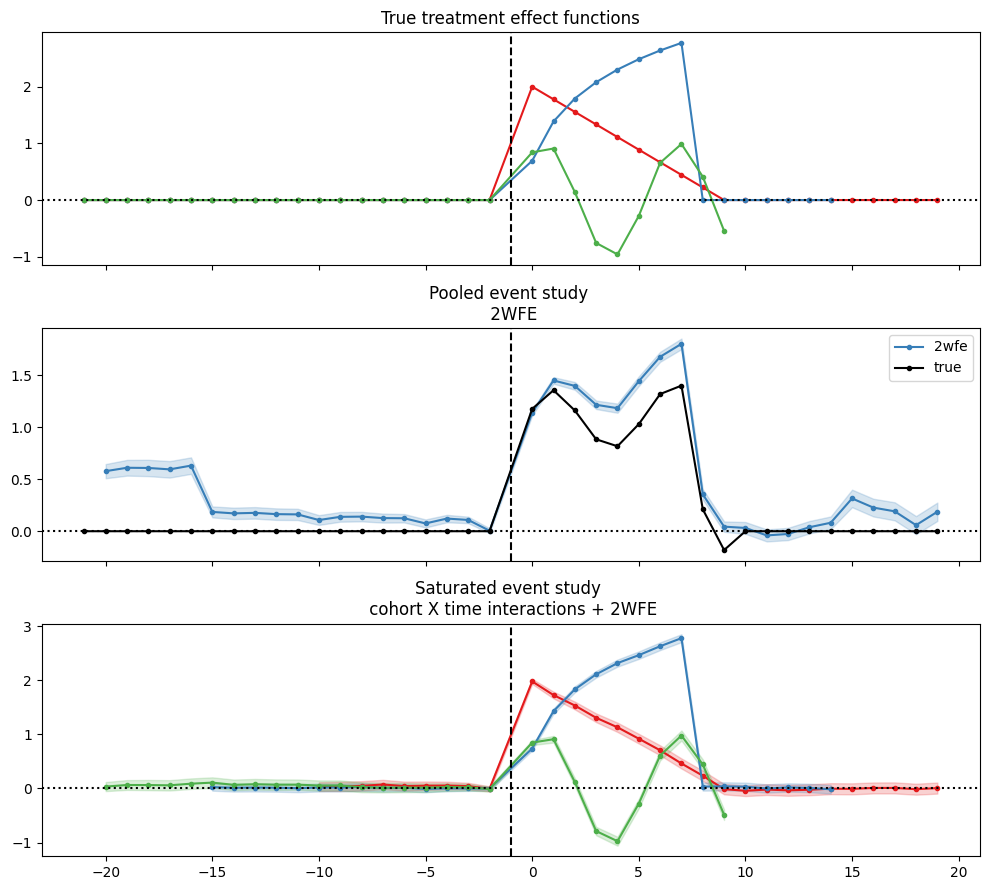 True treatment effect functions
2
1
0
−1
Pooled event study
2WFE
1.5
1.0
0.5
0.0
2wfe
true
Saturated event study
cohort X time interactions + 2WFE
3
2
1
0
−1
−20 −15 −10 −5 0 5 10 15 20